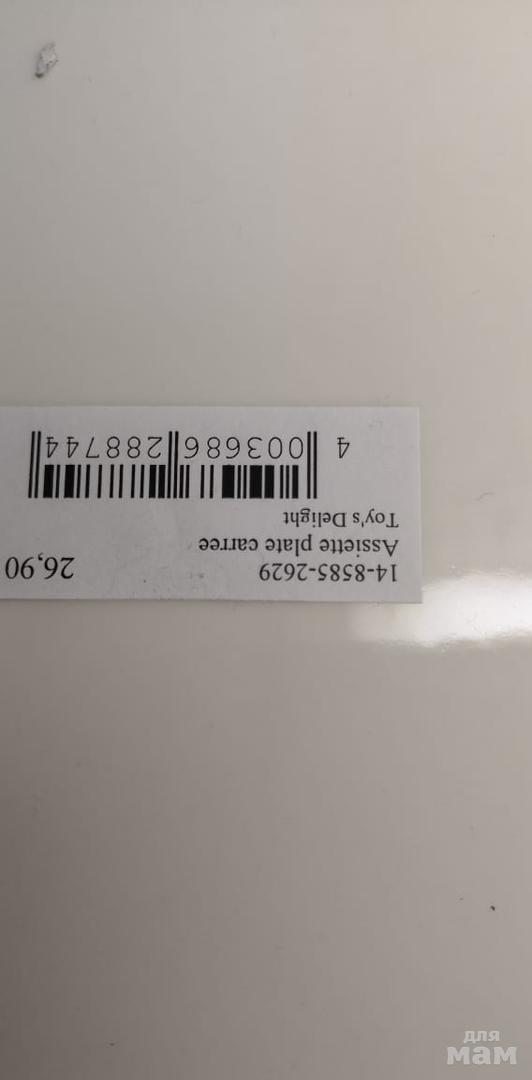 14-8585-2629 26,90
Assiette plate carree
Toy's Delight
4 003686 288744
для
мам